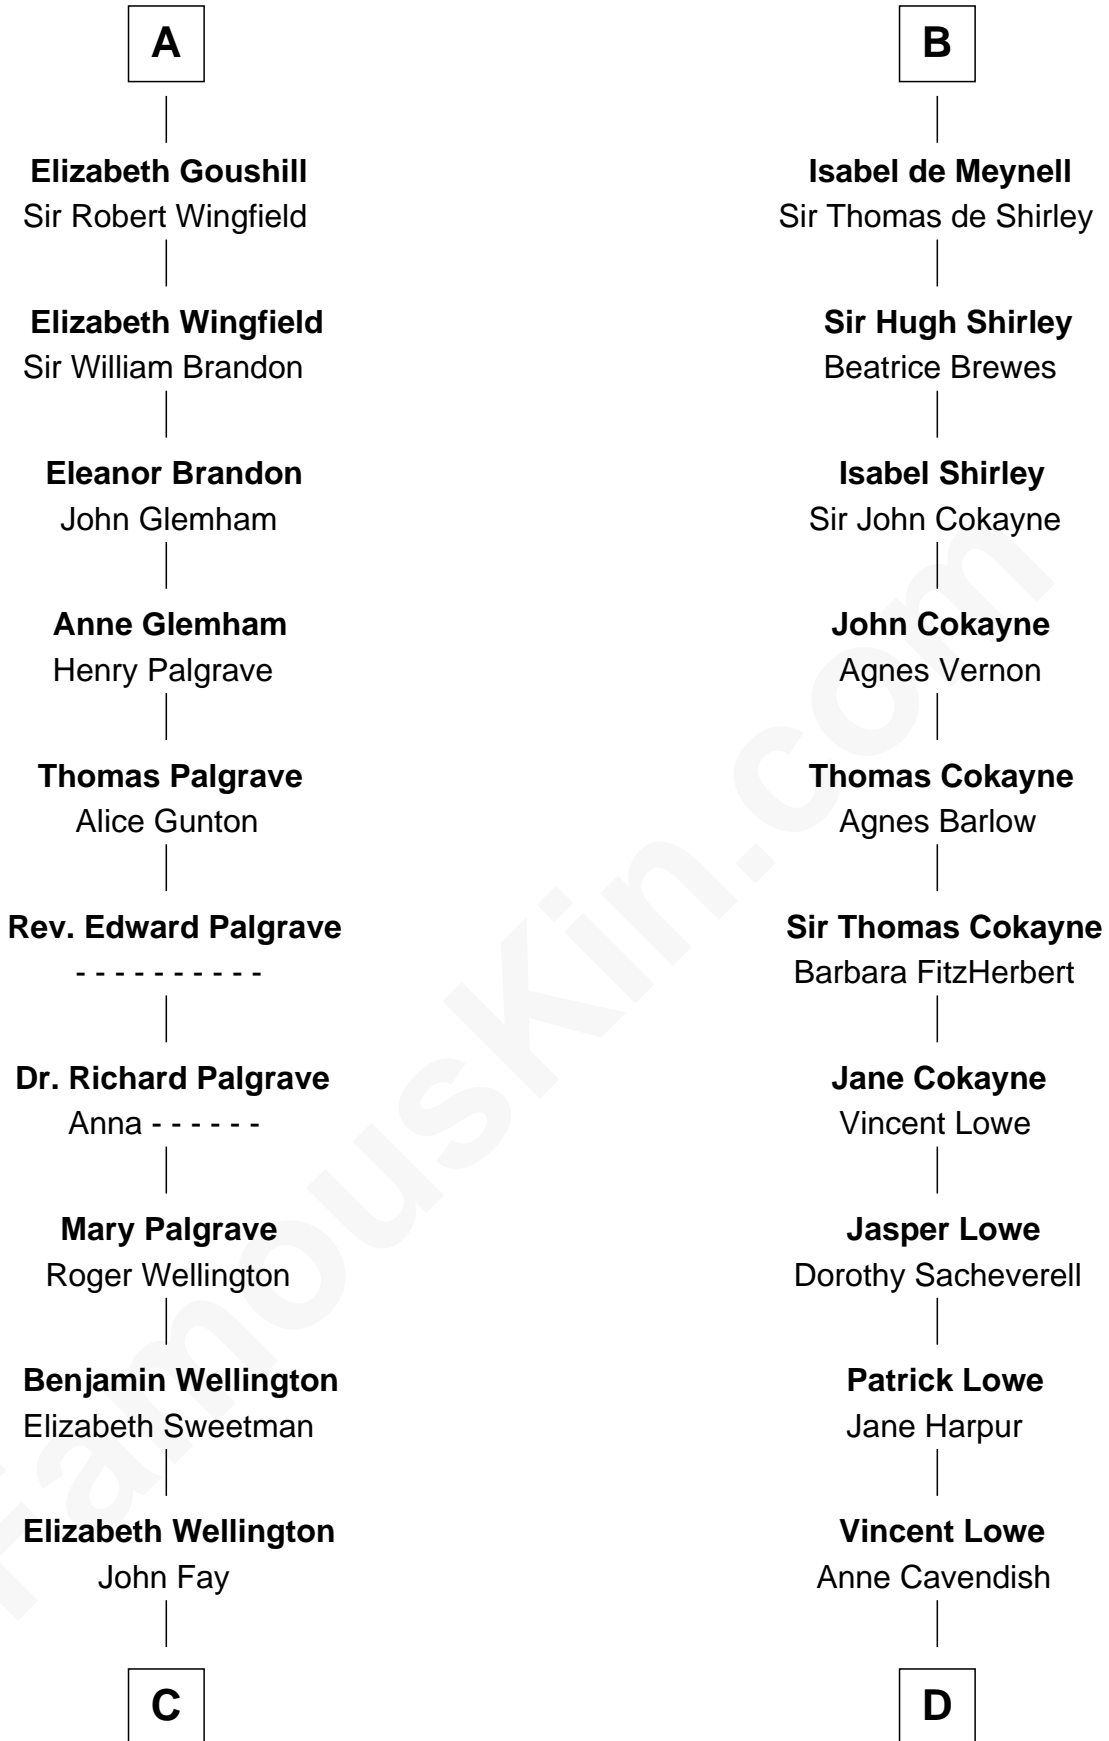 A
Elizabeth Goushill
Sir Robert Wingfield
Elizabeth Wingfield
Sir William Brandon
Eleanor Brandon
John Glemham
Anne Glemham
Henry Palgrave
Thomas Palgrave
Alice Gunton
Rev. Edward Palgrave
- - - - - - - - - -
Dr. Richard Palgrave
Anna - - - - - -
Mary Palgrave
Roger Wellington
Benjamin Wellington
Elizabeth Sweetman
Elizabeth Wellington
John Fay
C
B
Isabel de Meynell
Sir Thomas de Shirley
Sir Hugh Shirley
Beatrice Brewes
Isabel Shirley
Sir John Cokayne
John Cokayne
Agnes Vernon
Thomas Cokayne
Agnes Barlow
Sir Thomas Cokayne
Barbara FitzHerbert
Jane Cokayne
Vincent Lowe
Jasper Lowe
Dorothy Sacheverell
Patrick Lowe
Jane Harpur
Vincent Lowe
Anne Cavendish
D
FamousKin.com